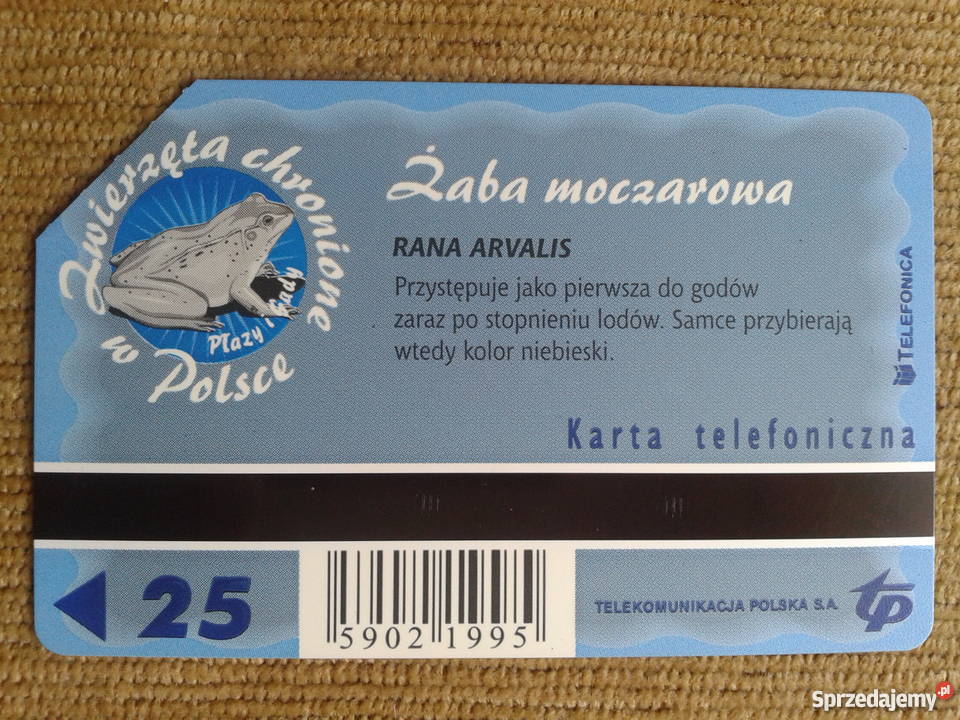 Zwierzęta chronione
w Polsce
Płazy i Gady
Żaba moczarowa
RANA ARVALIS
Przystępuje jako pierwsza do godów
zaraz po stopnieniu lodów. Samce przybierają
wtedy kolor niebieski.
TELEFONICA
Karta telefoniczna
25
5902 1995
TELEKOMUNIKACJA POLSKA S.A.
tp
Sprzedajemy.pl